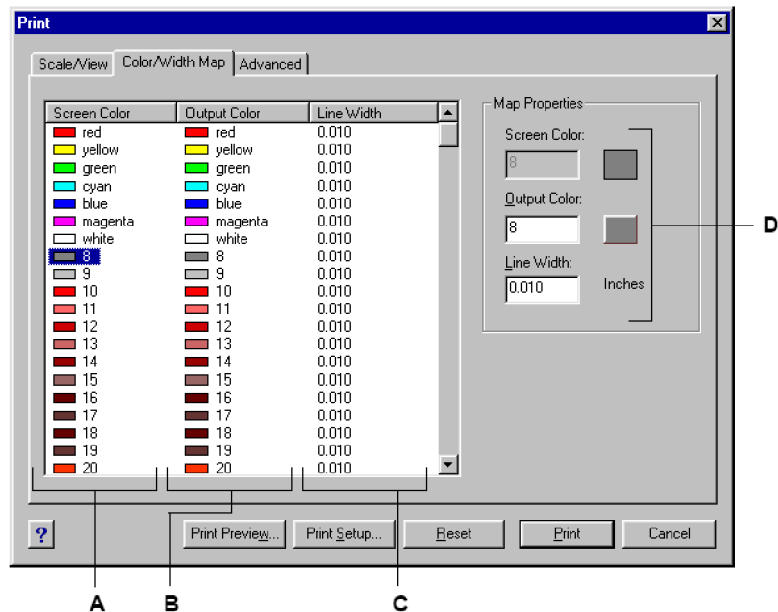 Print
Scale/View Color/Width Map Advanced
Screen Color Output Color Line Width
red red 0.010
yellow yellow 0.010
green green 0.010
cyan cyan 0.010
blue blue 0.010
magenta magenta 0.010
white white 0.010
8 8 0.010
9 9 0.010
10 10 0.010
11 11 0.010
12 12 0.010
13 13 0.010
14 14 0.010
15 15 0.010
16 16 0.010
17 17 0.010
18 18 0.010
19 19 0.010
20 20 0.010
Map Properties
Screen Color:
8
Output Color:
8
Line Width:
0.010 Inches
D
? Print Preview... Print Setup... Reset Print Cancel
A B C